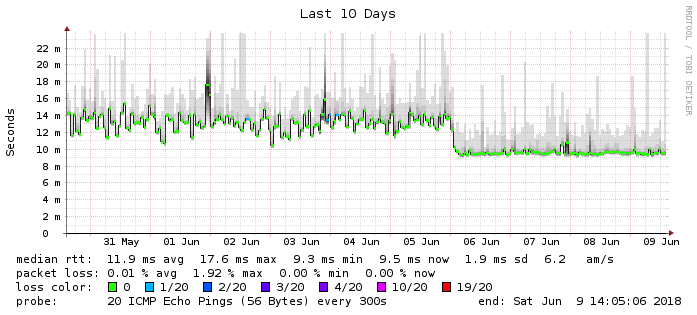 Last 10 Days
RRDTOOL / TOBI OETIKER
Seconds
22 m
20 m
18 m
16 m
14 m
12 m
10 m
8 m
6 m
4 m
2 m
0
31 May 01 Jun 02 Jun 03 Jun 04 Jun 05 Jun 06 Jun 07 Jun 08 Jun 09 Jun
median rtt: 11.9 ms avg 17.6 ms max 9.3 ms min 9.5 ms now 1.9 ms sd 6.2 am/s
packet loss: 0.01 % avg 1.92 % max 0.00 % min 0.00 % now
loss color: 0 1/20 2/20 3/20 4/20 10/20 19/20
probe: 20 ICMP Echo Pings (56 Bytes) every 300s end: Sat Jun 9 14:05:06 2018